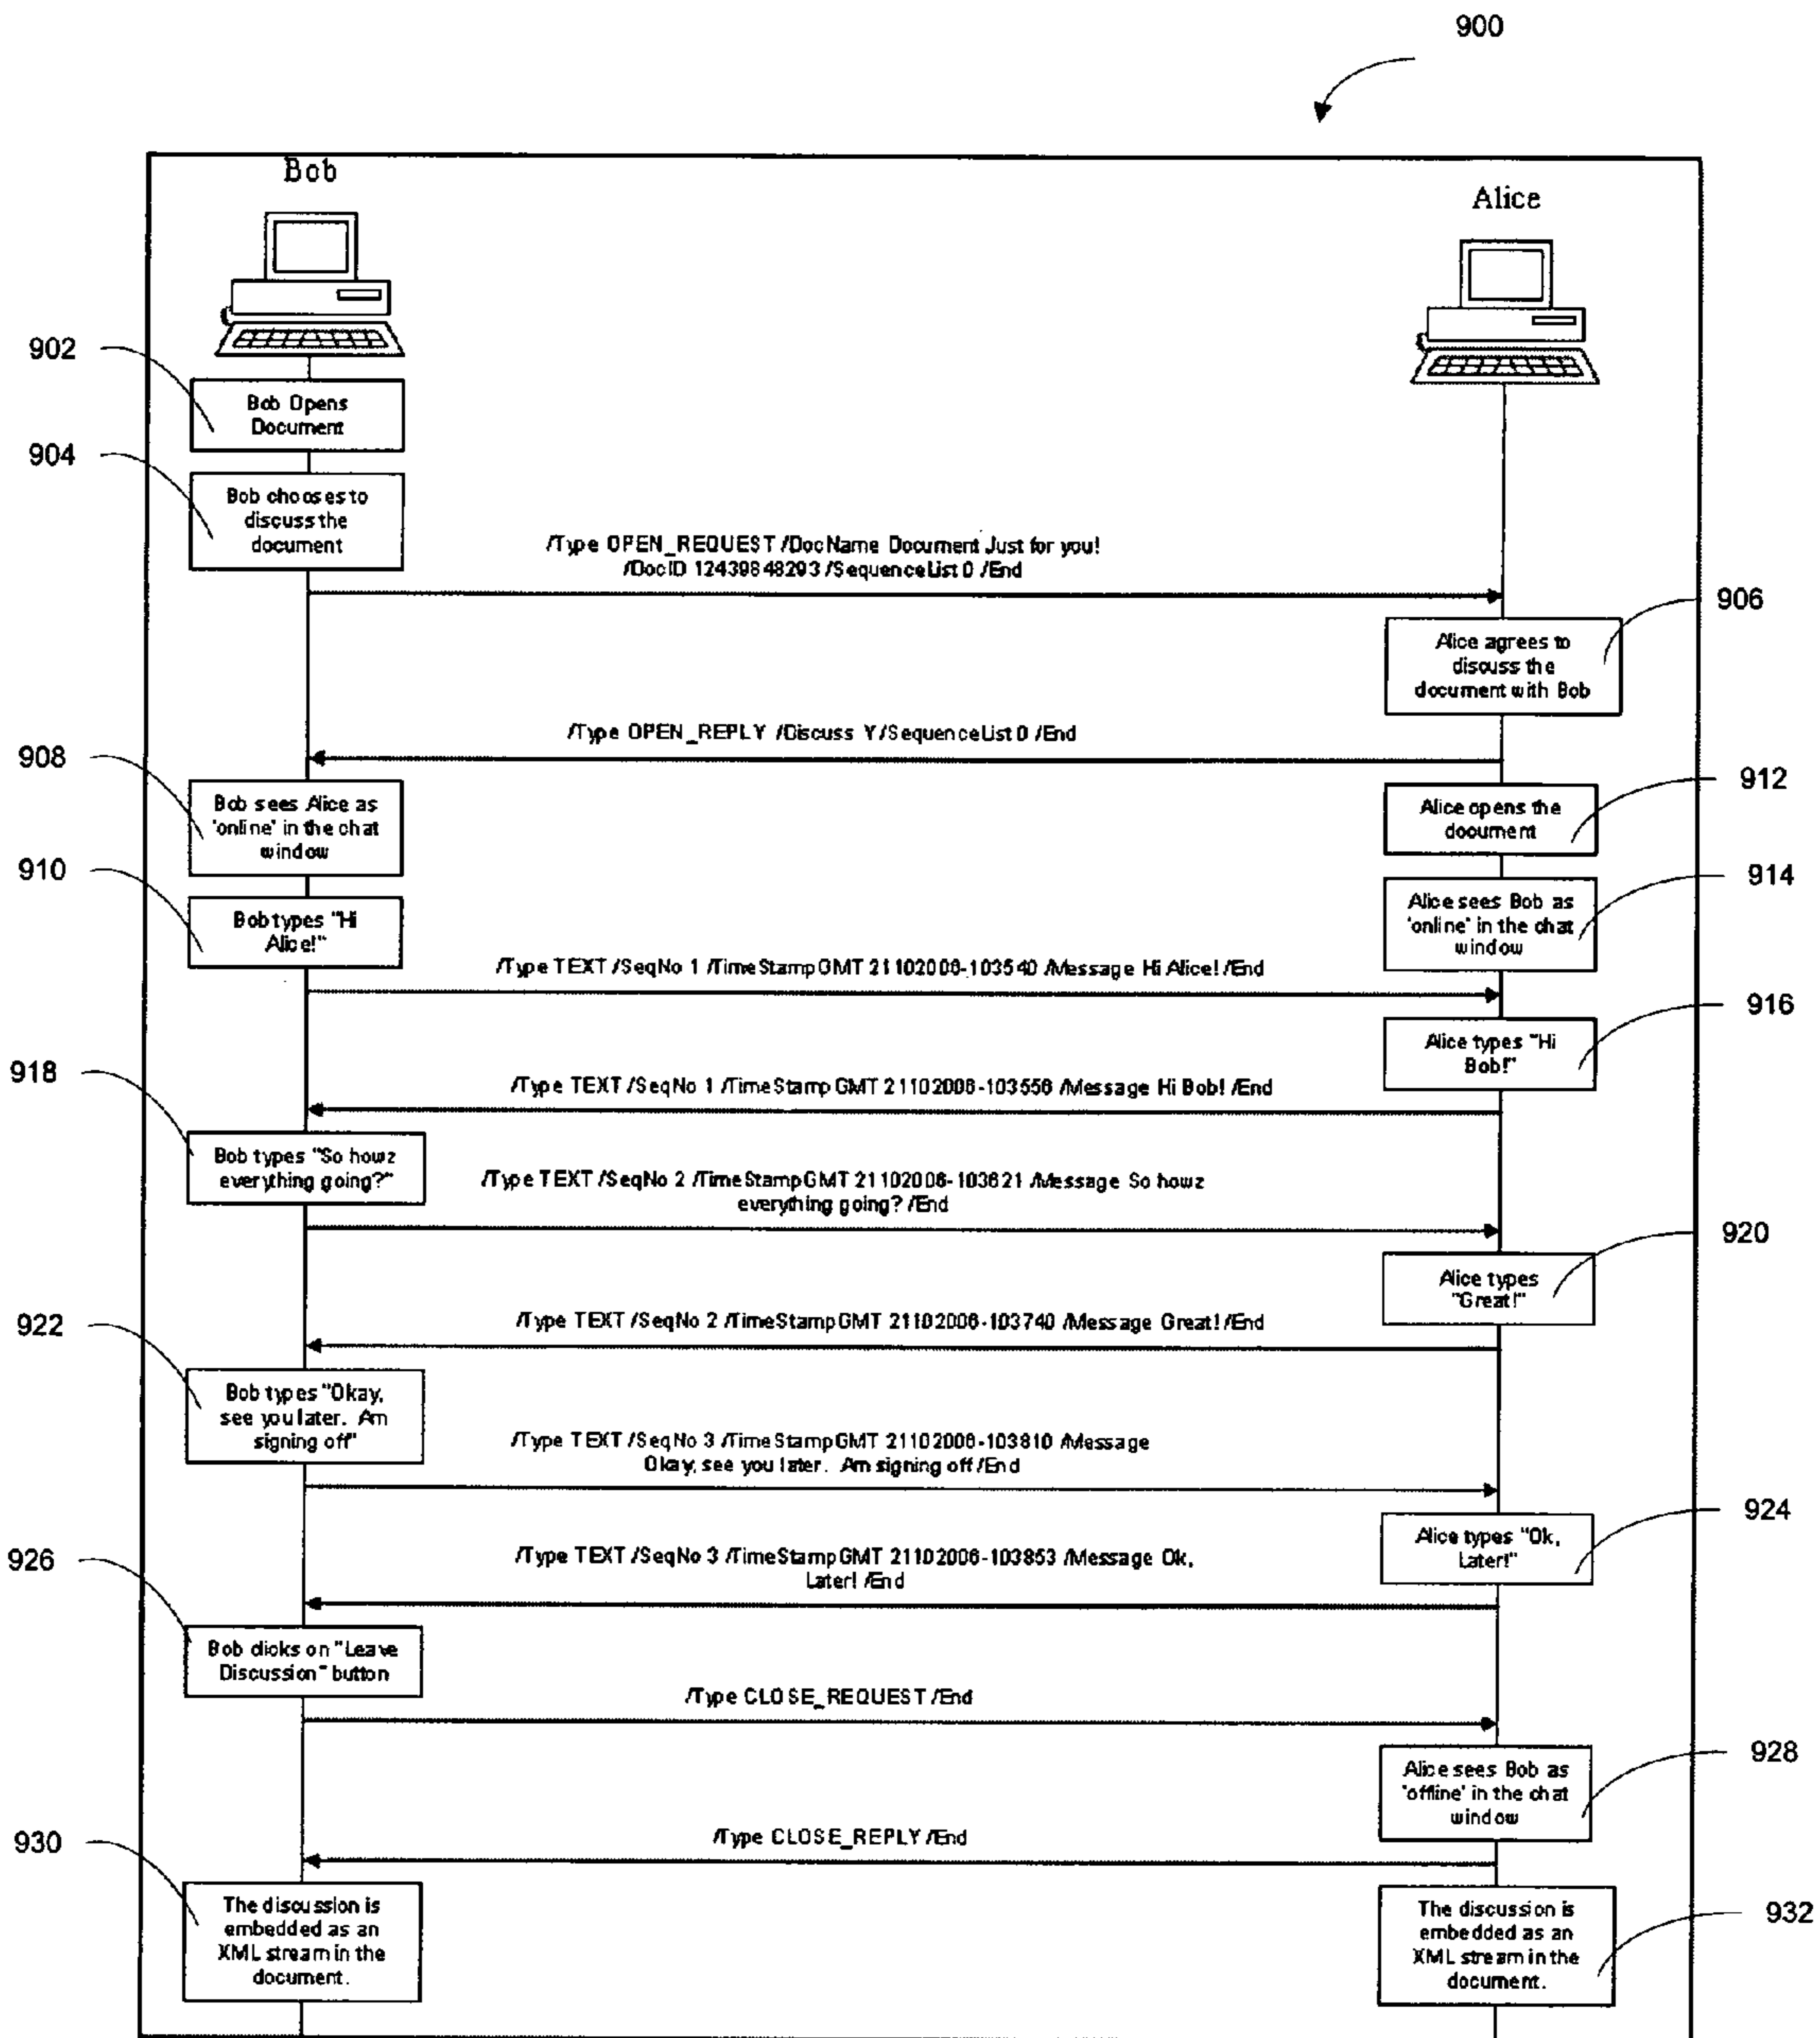 900
Bob
Alice
902
Bob Opens
Document
904
Bob chooses to
discuss the
document
/Type OPEN_REQUEST /DocName Document Just for you!
/DocID 12439848293 /SequenceList 0 /End
906
Alice agrees to
discuss the
document with Bob
/Type OPEN_REPLY /Discuss Y /SequenceList 0 /End
908
Bob sees Alice as
'online' in the chat
window
912
Alice opens the
document
910
Bob types "Hi
Alice!"
914
Alice sees Bob as
'online' in the chat
window
/Type TEXT /SeqNo 1 /TimeStampGMT 21102006-103540 /Message Hi Alice! /End
916
Alice types "Hi
Bob!"
/Type TEXT /SeqNo 1 /TimeStampGMT 21102006-103556 /Message Hi Bob! /End
918
Bob types "So howz
everything going?"
/Type TEXT /SeqNo 2 /TimeStampGMT 21102006-103621 /Message So howz
everything going? /End
920
Alice types
"Great!"
/Type TEXT /SeqNo 2 /TimeStampGMT 21102006-103740 /Message Great! /End
922
Bob types "Okay,
see you later. Am
signing off"
/Type TEXT /SeqNo 3 /TimeStampGMT 21102006-103810 /Message
Okay, see you later. Am signing off /End
924
Alice types "Ok,
Later!"
/Type TEXT /SeqNo 3 /TimeStampGMT 21102006-103853 /Message Ok,
Later! /End
926
Bob clicks on "Leave
Discussion" button
/Type CLOSE_REQUEST /End
928
Alice sees Bob as
'offline' in the chat
window
/Type CLOSE_REPLY /End
930
The discussion is
embedded as an
XML stream in the
document.
932
The discussion is
embedded as an
XML stream in the
document.